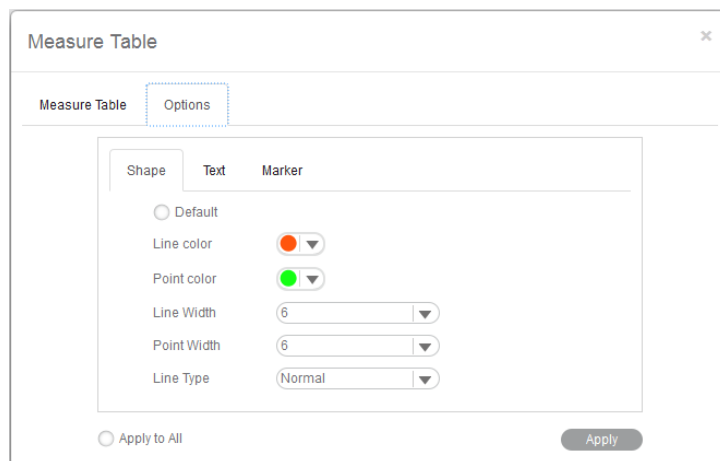 Measure Table
Measure Table Options
Shape Text Marker
Default
Line color
Point color
Line Width 6
Point Width 6
Line Type Normal
Apply to All Apply